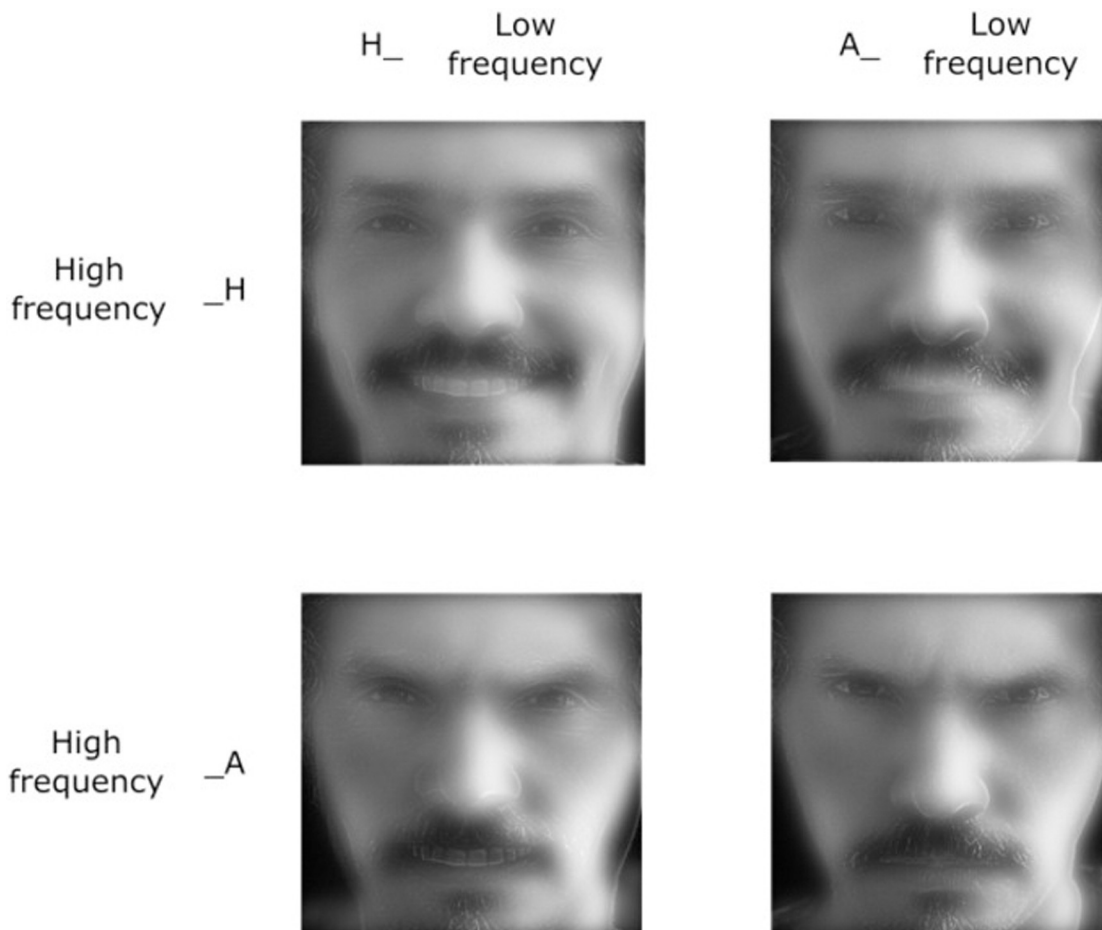 H_ Low
frequency
A_ Low
frequency
High
frequency _H
High
frequency _A